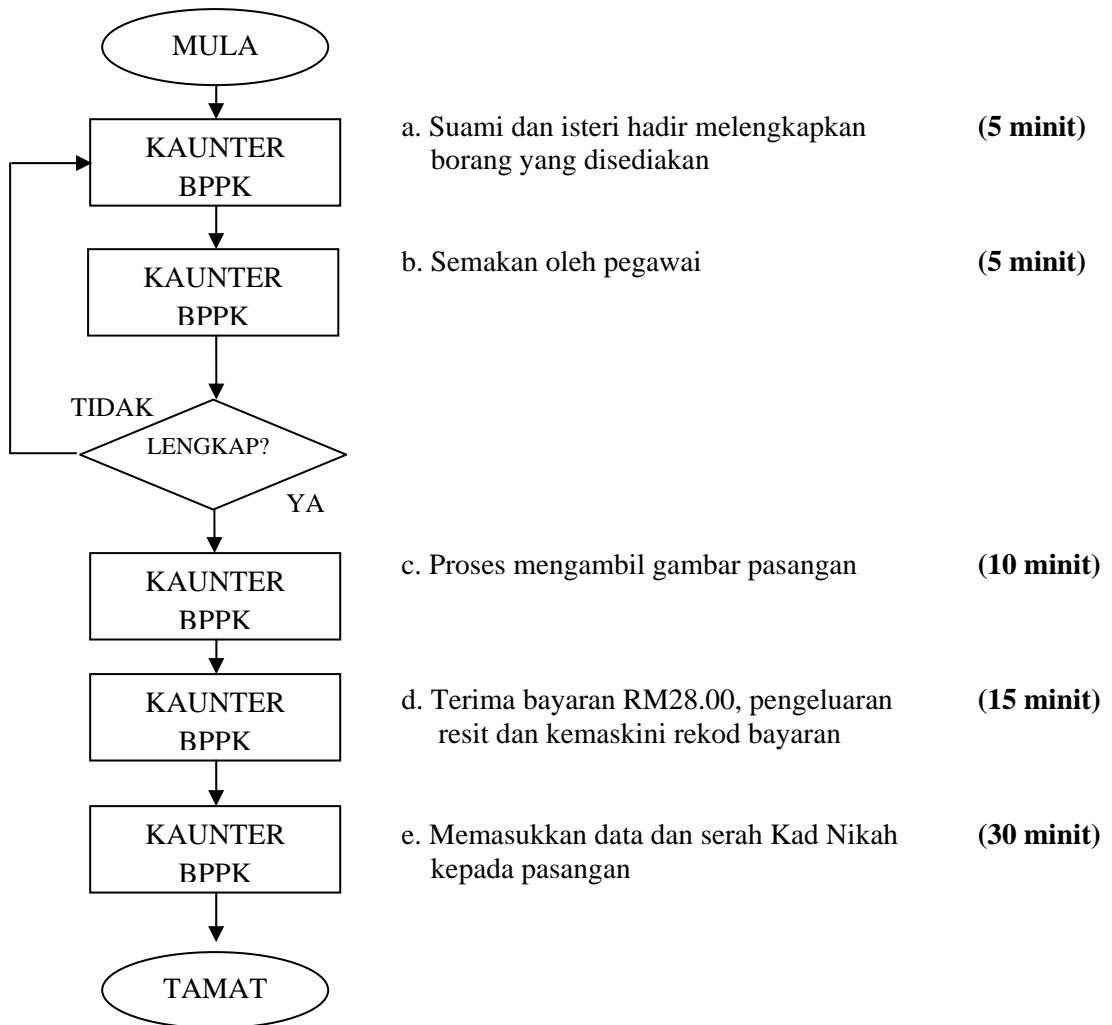 MULA
KAUNTER
BPPK
a. Suami dan isteri hadir melengkapkan
borang yang disediakan
(5 minit)
KAUNTER
BPPK
b. Semakan oleh pegawai
(5 minit)
TIDAK
LENGKAP?
YA
KAUNTER
BPPK
c. Proses mengambil gambar pasangan
(10 minit)
KAUNTER
BPPK
d. Terima bayaran RM28.00, pengeluaran
resit dan kemaskini rekod bayaran
(15 minit)
KAUNTER
BPPK
e. Memasukkan data dan serah Kad Nikah
kepada pasangan
(30 minit)
TAMAT